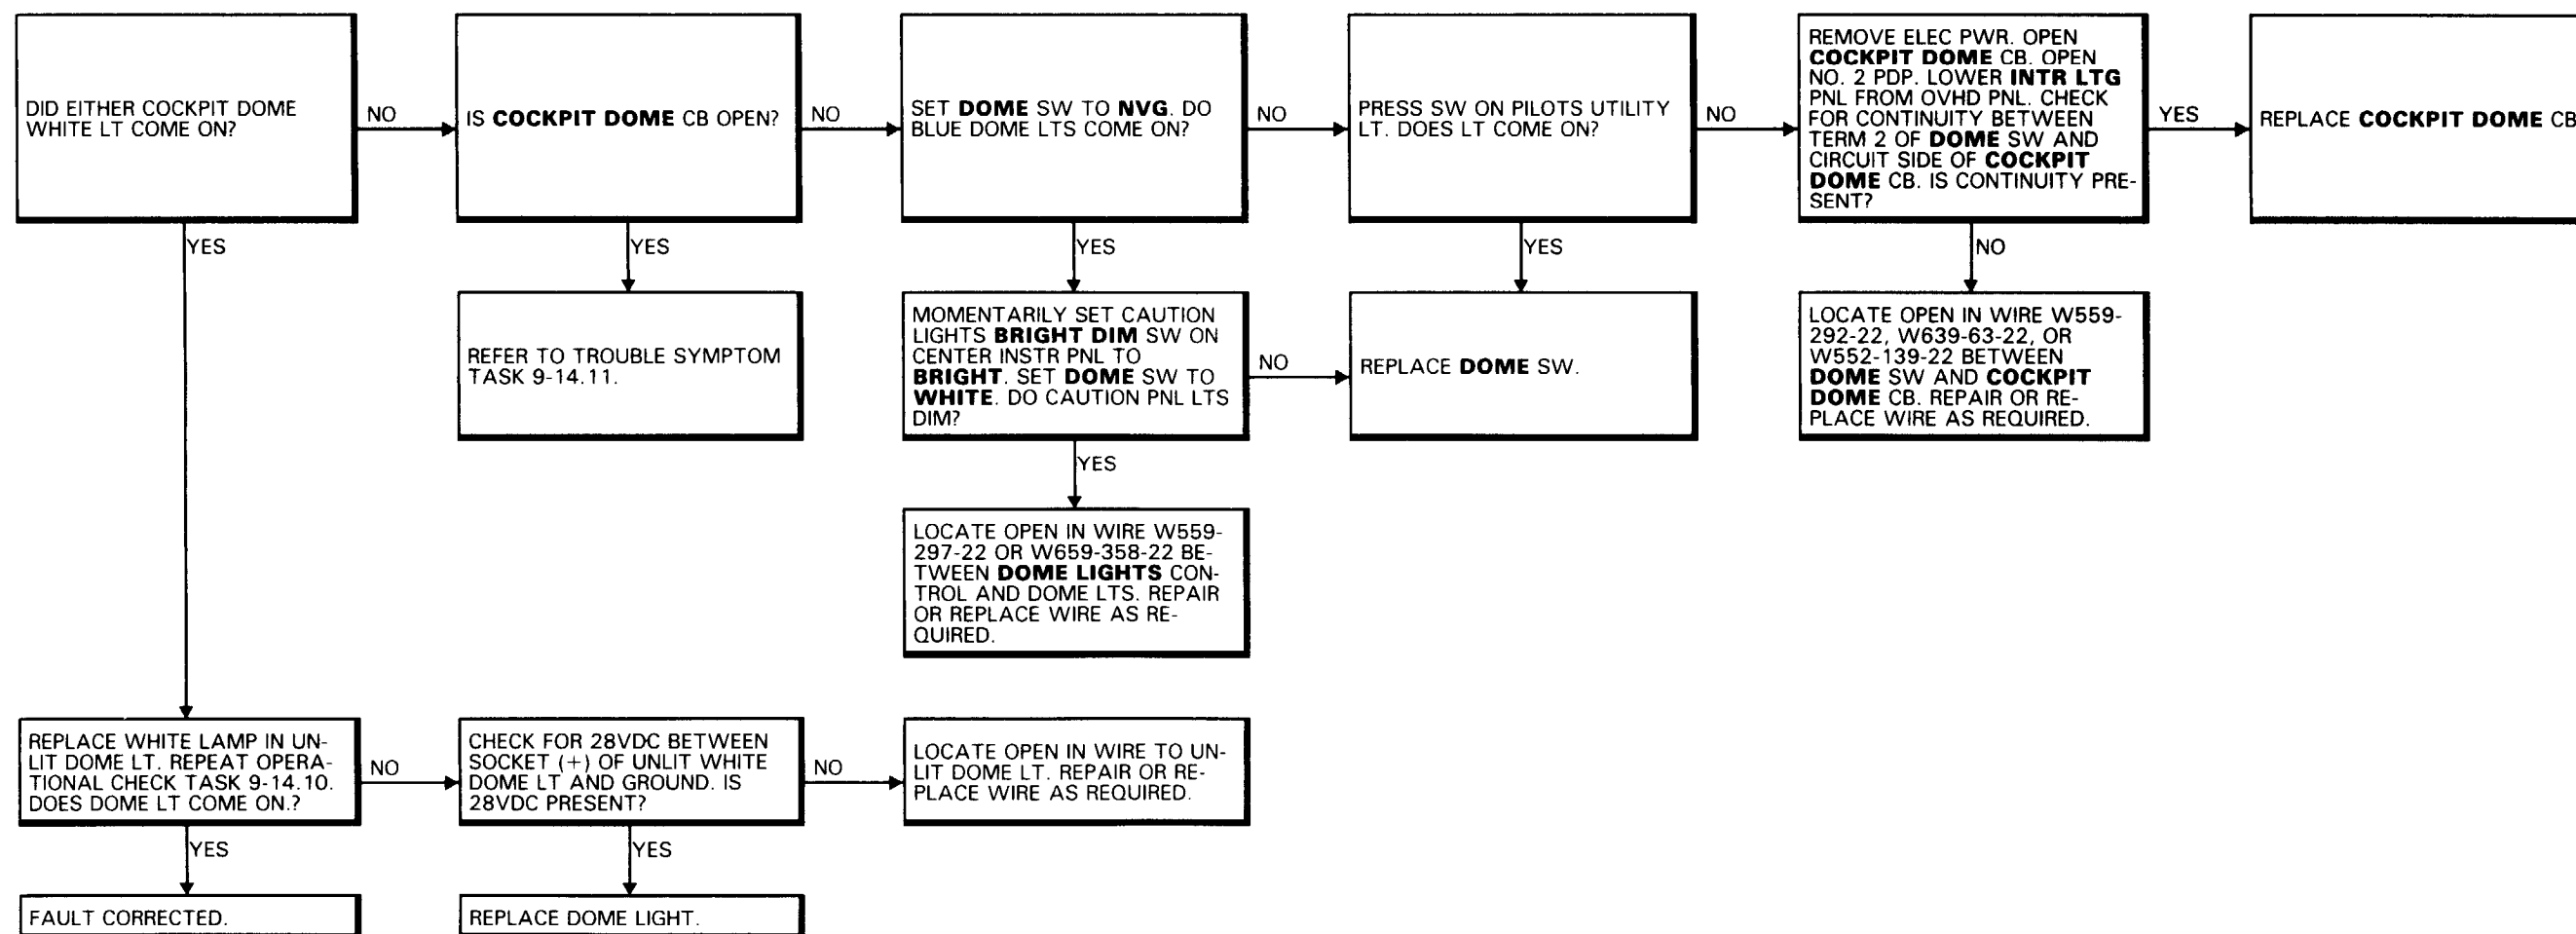 DID EITHER COCKPIT DOME
WHITE LT COME ON?
NO
YES
IS COCKPIT DOME CB OPEN?
NO
YES
REFER TO TROUBLE SYMPTOM
TASK 9-14.11.
SET DOME SW TO NVG. DO
BLUE DOME LTS COME ON?
NO
YES
MOMENTARILY SET CAUTION
LIGHTS BRIGHT DIM SW ON
CENTER INSTR PNL TO
BRIGHT. SET DOME SW TO
WHITE. DO CAUTION PNL LTS
DIM?
NO
YES
LOCATE OPEN IN WIRE W559-
297-22 OR W659-358-22 BE-
TWEEN DOME LIGHTS CON-
TROL AND DOME LTS. REPAIR
OR REPLACE WIRE AS RE-
QUIRED.
PRESS SW ON PILOTS UTILITY
LT. DOES LT COME ON?
NO
YES
REPLACE DOME SW.
REMOVE ELEC PWR. OPEN
COCKPIT DOME CB. OPEN
NO. 2 PDP. LOWER INTR LTG
PNL FROM OVHD PNL. CHECK
FOR CONTINUITY BETWEEN
TERM 2 OF DOME SW AND
CIRCUIT SIDE OF COCKPIT
DOME CB. IS CONTINUITY PRE-
SENT?
YES
NO
LOCATE OPEN IN WIRE W559-
292-22, W639-63-22, OR
W552-139-22 BETWEEN
DOME SW AND COCKPIT
DOME CB. REPAIR OR RE-
PLACE WIRE AS REQUIRED.
REPLACE COCKPIT DOME CB
REPLACE WHITE LAMP IN UN-
LIT DOME LT. REPEAT OPERA-
TIONAL CHECK TASK 9-14.10.
DOES DOME LT COME ON.?
NO
YES
FAULT CORRECTED.
CHECK FOR 28VDC BETWEEN
SOCKET (+) OF UNLIT WHITE
DOME LT AND GROUND. IS
28VDC PRESENT?
NO
YES
REPLACE DOME LIGHT.
LOCATE OPEN IN WIRE TO UN-
LIT DOME LT. REPAIR OR RE-
PLACE WIRE AS REQUIRED.